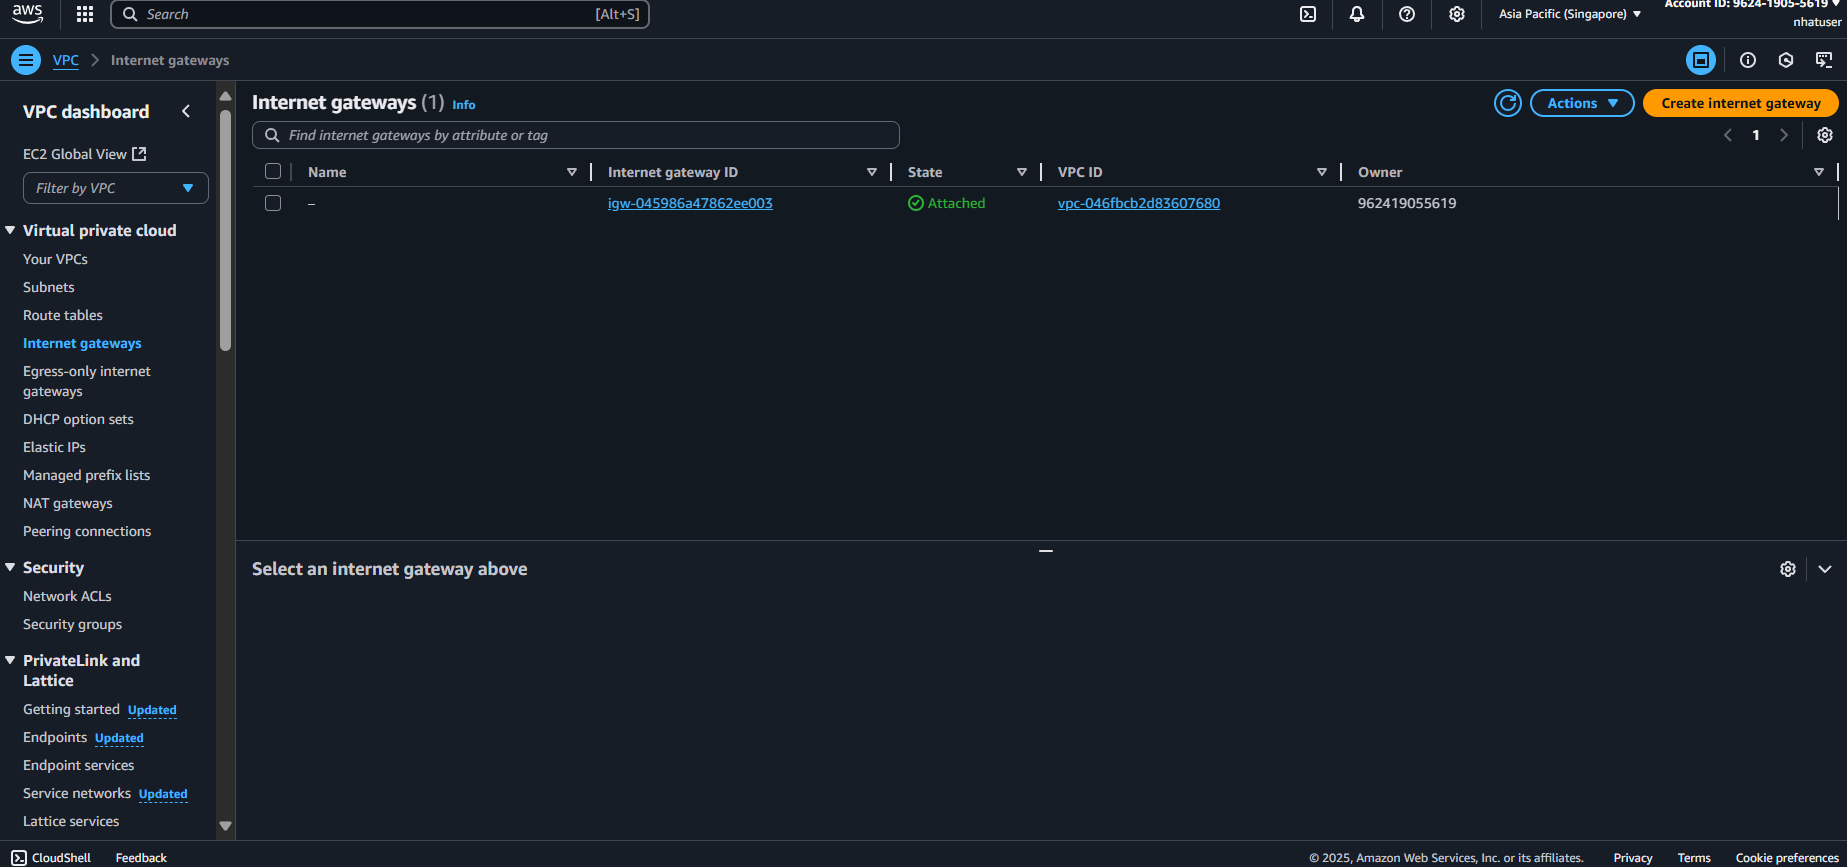 aws
Search [Alt+S]
Asia Pacific (Singapore)
Account ID: 9624-1905-5619
nhatuser
VPC
Internet gateways
VPC dashboard
EC2 Global View
Filter by VPC
Virtual private cloud
Your VPCs
Subnets
Route tables
Internet gateways
Egress-only internet
gateways
DHCP option sets
Elastic IPs
Managed prefix lists
NAT gateways
Peering connections
Security
Network ACLs
Security groups
PrivateLink and
Lattice
Getting started Updated
Endpoints Updated
Endpoint services
Service networks Updated
Lattice services
Internet gateways (1) Info
Actions
Create internet gateway
Find internet gateways by attribute or tag
1
Name Internet gateway ID State VPC ID Owner
– igw-045986a47862ee003 Attached vpc-046fbcb2d83607680 962419055619
Select an internet gateway above
CloudShell Feedback
© 2025, Amazon Web Services, Inc. or its affiliates. Privacy Terms Cookie preferences